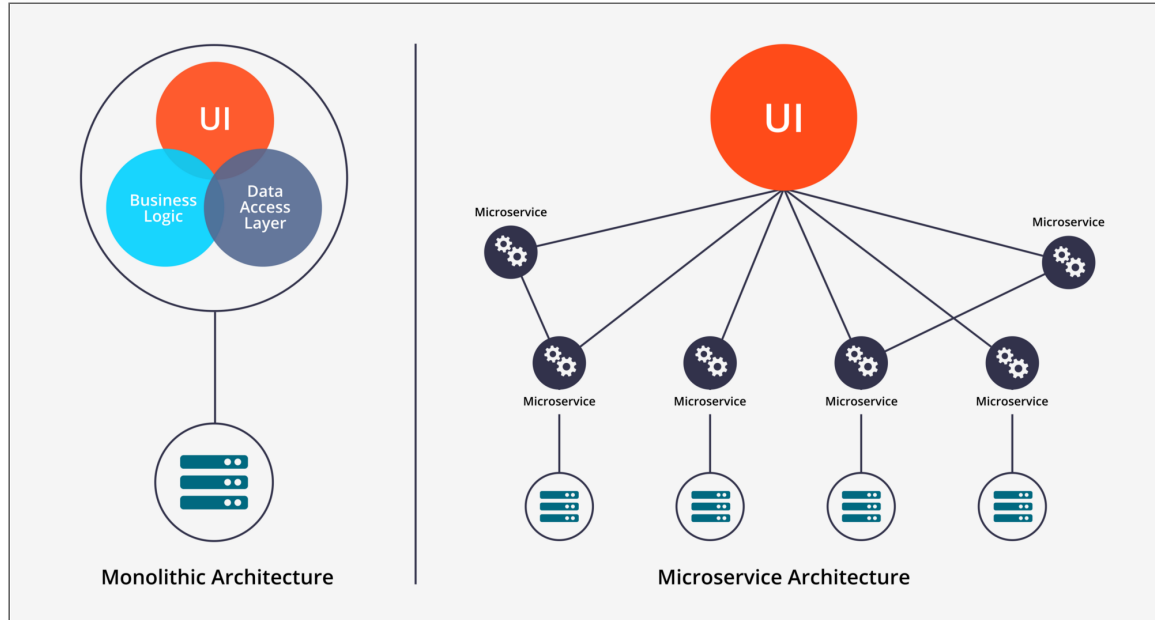 UI
Business
Logic
Data
Access
Layer
Monolithic Architecture
UI
Microservice
Microservice
Microservice
Microservice
Microservice
Microservice
Microservice Architecture